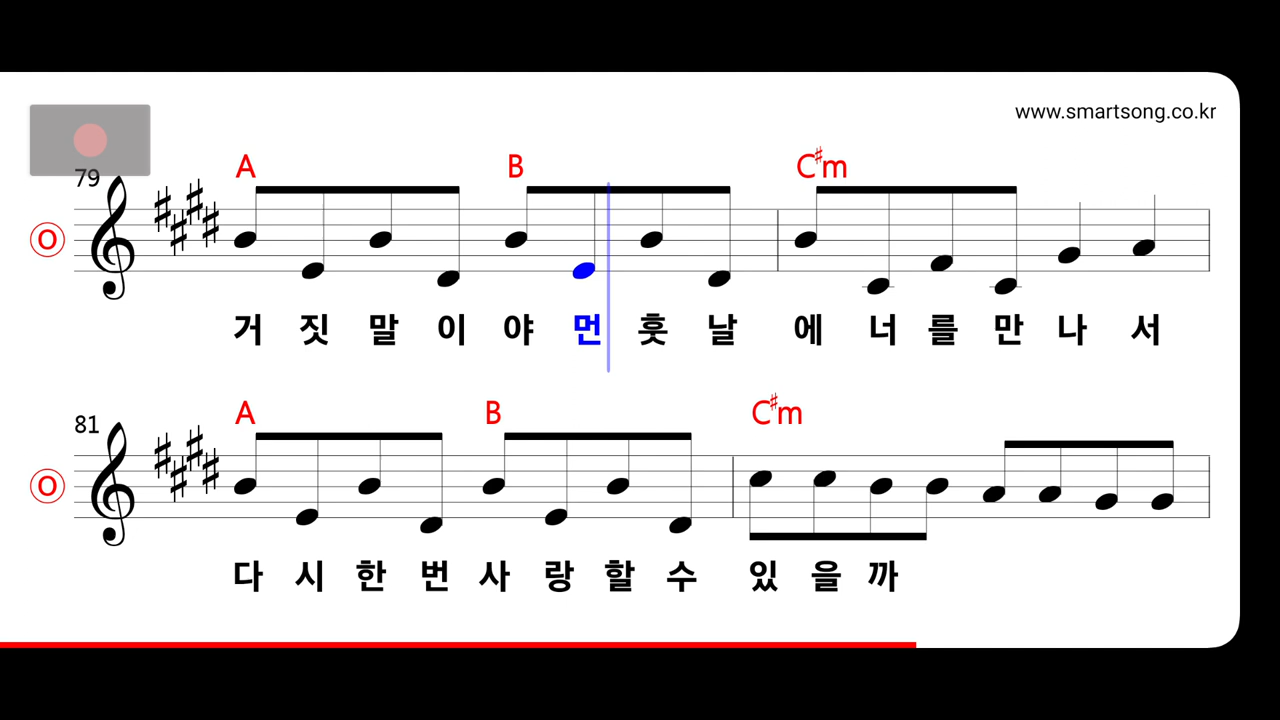 www.smartsong.co.kr
79
A B C♯m
O
거 짓 말 이 야 먼 훗 날 에 너 를 만 나 서
81
A B C♯m
O
다 시 한 번 사 랑 할 수 있 을 까